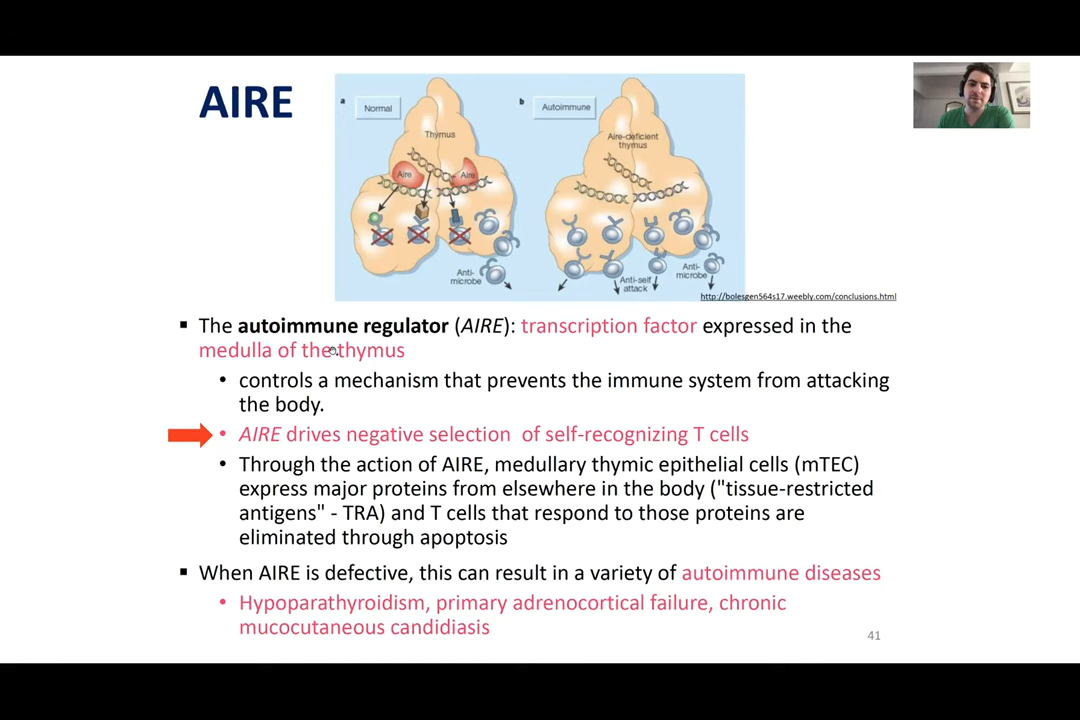 AIRE
a
Normal
Thymus
Aire
Aire
Anti-
microbe
b
Autoimmune
Aire-deficient
thymus
Anti-self
attack
Anti-
microbe
http://bolesgen564s17.weebly.com/conclusions.html
▪ The autoimmune regulator (AIRE): transcription factor expressed in the
medulla of the thymus
• controls a mechanism that prevents the immune system from attacking
the body.
• AIRE drives negative selection of self-recognizing T cells
• Through the action of AIRE, medullary thymic epithelial cells (mTEC)
express major proteins from elsewhere in the body ("tissue-restricted
antigens" - TRA) and T cells that respond to those proteins are
eliminated through apoptosis
▪ When AIRE is defective, this can result in a variety of autoimmune diseases
• Hypoparathyroidism, primary adrenocortical failure, chronic
mucocutaneous candidiasis
41